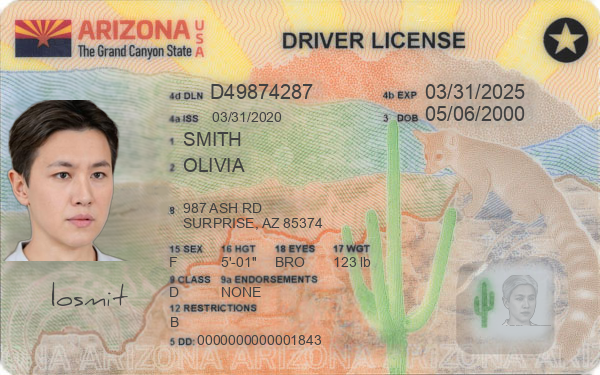 ARIZONA USA
The Grand Canyon State
DRIVER LICENSE
4d DLN D49874287 4b EXP 03/31/2025
4a ISS 03/31/2020 3 DOB 05/06/2000
1 SMITH
2 OLIVIA
8 987 ASH RD
SURPRISE, AZ 85374
15 SEX 16 HGT 18 EYES 17 WGT
F 5'-01" BRO 123 lb
9 CLASS 9a ENDORSEMENTS
D NONE
12 RESTRICTIONS
B
5 DD: 0000000000001843
losmit
ARIZONA ARIZONA ARIZONA ARIZONA